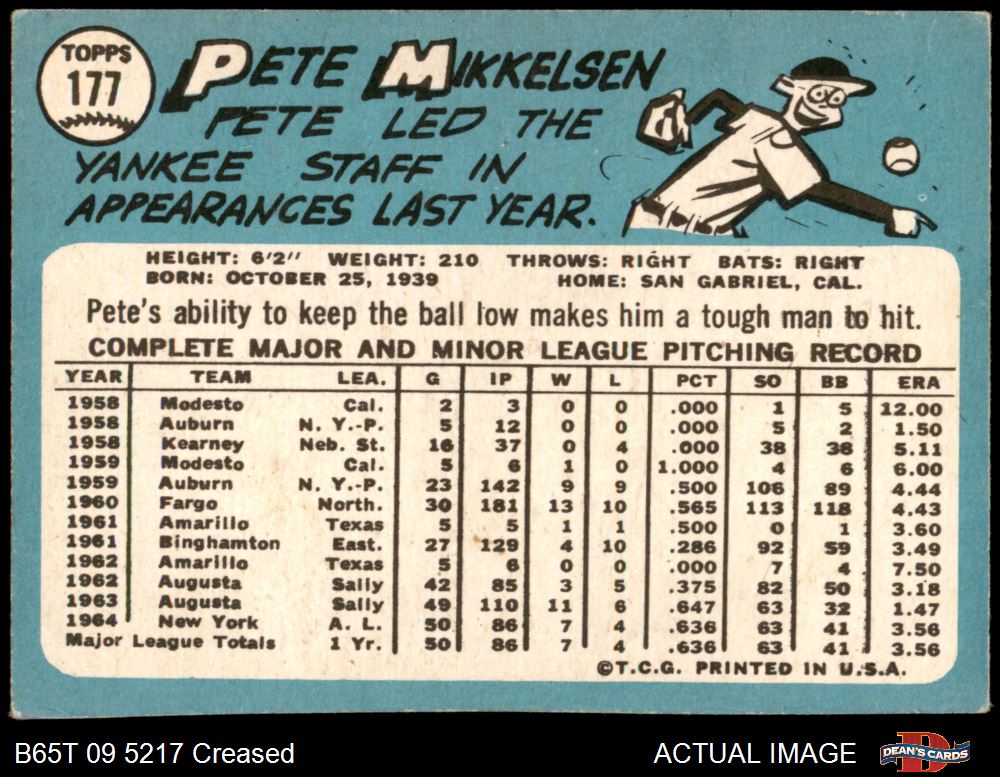 TOPPS
177
PETE MIKKELSEN
PETE LED THE
YANKEE STAFF IN
APPEARANCES LAST YEAR.
HEIGHT: 6'2" WEIGHT: 210 THROWS: RIGHT BATS: RIGHT
BORN: OCTOBER 25, 1939 HOME: SAN GABRIEL, CAL.
Pete's ability to keep the ball low makes him a tough man to hit.
COMPLETE MAJOR AND MINOR LEAGUE PITCHING RECORD
YEAR TEAM LEA. G IP W L PCT SO BB ERA
1958 Modesto Cal. 2 3 0 0 .000 1 5 12.00
1958 Auburn N. Y.-P. 5 12 0 0 .000 5 2 1.50
1958 Kearney Neb. St. 16 37 0 4 .000 38 36 5.11
1959 Modesto Cal. 5 6 1 0 1.000 4 6 6.00
1959 Auburn N. Y.-P. 23 142 9 9 .500 106 89 4.44
1960 Fargo North. 30 181 13 10 .565 113 118 4.43
1961 Amarillo Texas 5 5 1 1 .500 0 1 3.60
1961 Binghamton East. 27 129 4 10 .286 92 59 3.49
1962 Amarillo Texas 5 6 0 0 .000 7 4 7.50
1962 Augusta Sally 42 85 3 5 .375 82 50 3.18
1963 Augusta Sally 49 110 11 6 .647 63 32 1.47
1964 New York A. L. 50 86 7 4 .636 63 41 3.56
Major League Totals 1 Yr. 50 86 7 4 .636 63 41 3.56
©T.C.G. PRINTED IN U.S.A.
B65T 09 5217 Creased ACTUAL IMAGE DEAN'S CARDS